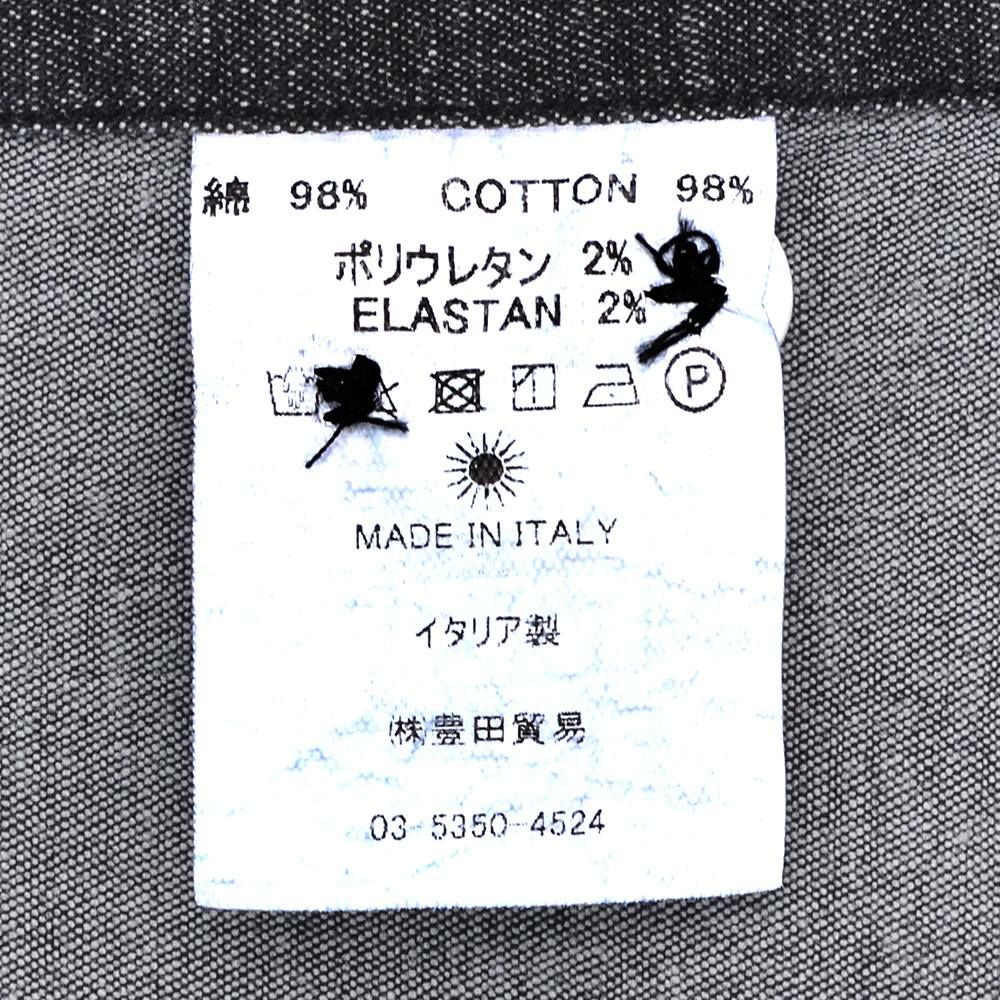 綿 98% COTTON 98%
ポリウレタン 2%
ELASTAN 2%
P
MADE IN ITALY
イタリア製
㈱豊田貿易
03-5350-4524